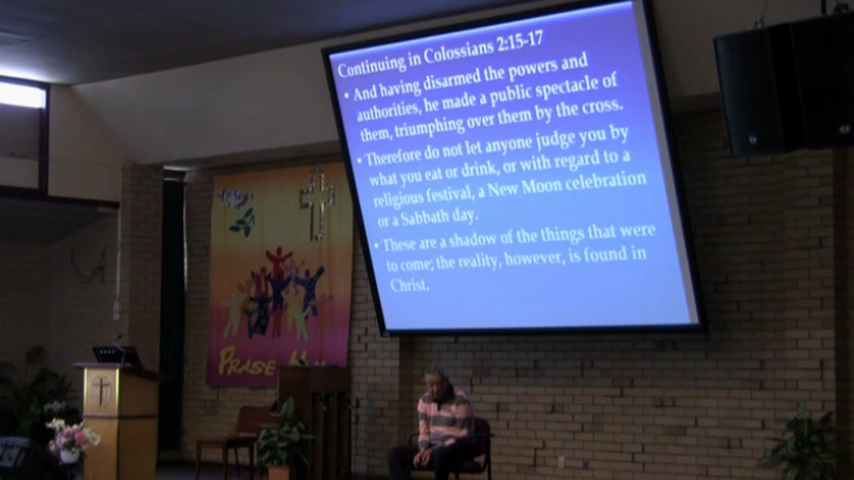 Continuing in Colossians 2:15-17
• And having disarmed the powers and
authorities, he made a public spectacle of
them, triumphing over them by the cross.
• Therefore do not let anyone judge you by
what you eat or drink, or with regard to a
religious festival, a New Moon celebration
or a Sabbath day.
• These are a shadow of the things that were
to come; the reality, however, is found in
Christ.
PRAISE